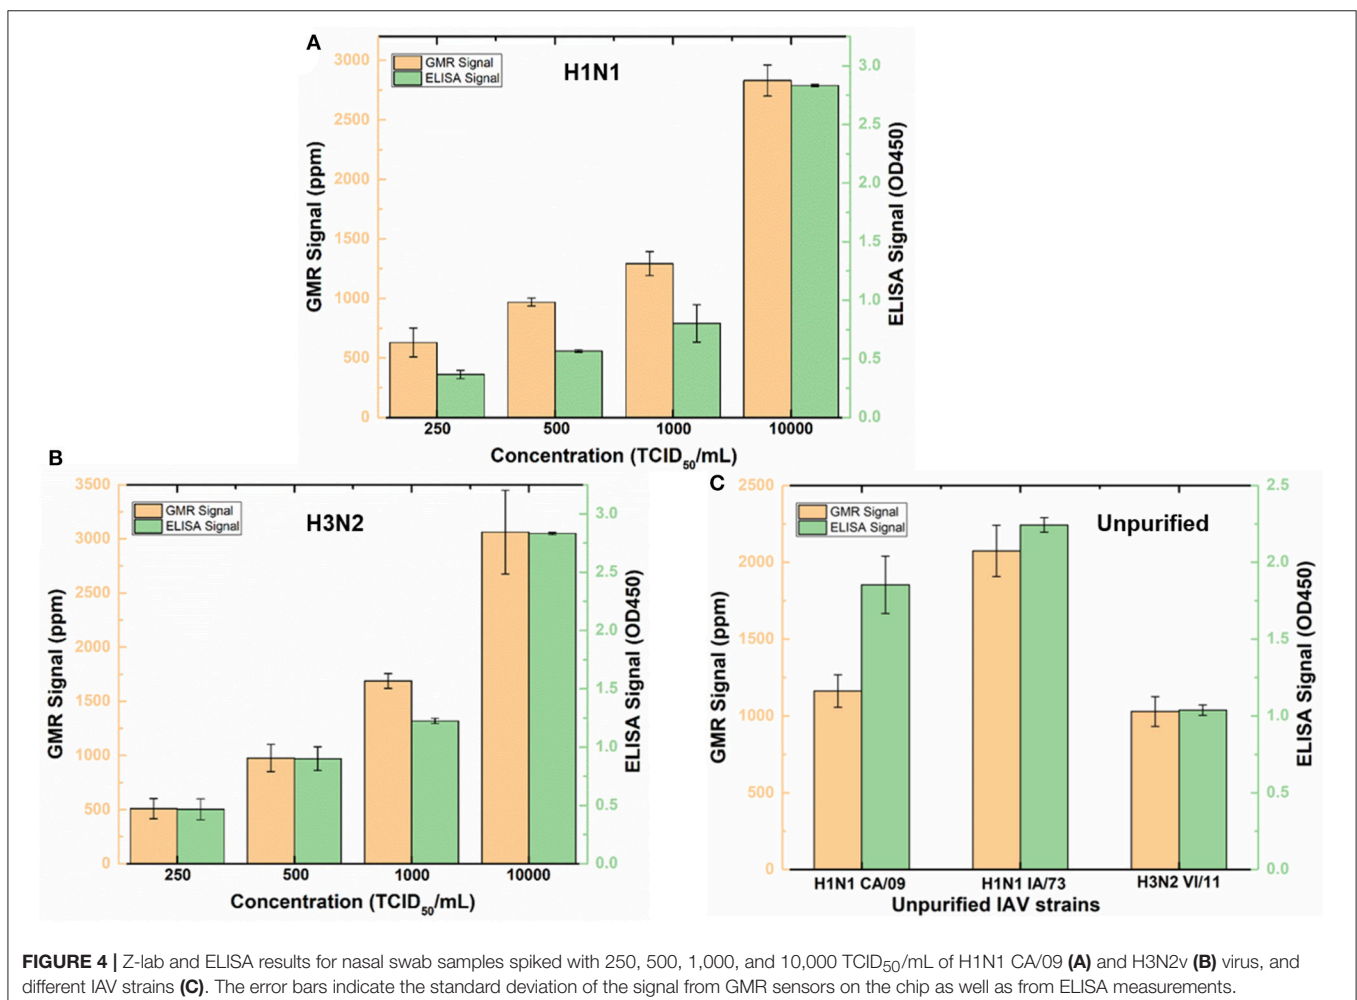 A
GMR Signal
ELISA Signal
H1N1
3000
2500
2000
1500
1000
500
0
GMR Signal (ppm)
3.0
2.5
2.0
1.5
1.0
0.5
0.0
ELISA Signal (OD450)
250 500 1000 10000
Concentration (TCID50/mL)
B
GMR Signal
ELISA Signal
H3N2
3500
3000
2500
2000
1500
1000
500
0
GMR Signal (ppm)
3.0
2.5
2.0
1.5
1.0
0.5
0.0
ELISA Signal (OD450)
250 500 1000 10000
Concentration (TCID50/mL)
C
GMR Signal
ELISA Signal
Unpurified
2500
2000
1500
1000
500
0
GMR Signal (ppm)
2.5
2.0
1.5
1.0
0.5
0.0
ELISA Signal (OD450)
H1N1 CA/09 H1N1 IA/73 H3N2 VI/11
Unpurified IAV strains
FIGURE 4 | Z-lab and ELISA results for nasal swab samples spiked with 250, 500, 1,000, and 10,000 TCID50/mL of H1N1 CA/09 (A) and H3N2v (B) virus, and
different IAV strains (C). The error bars indicate the standard deviation of the signal from GMR sensors on the chip as well as from ELISA measurements.